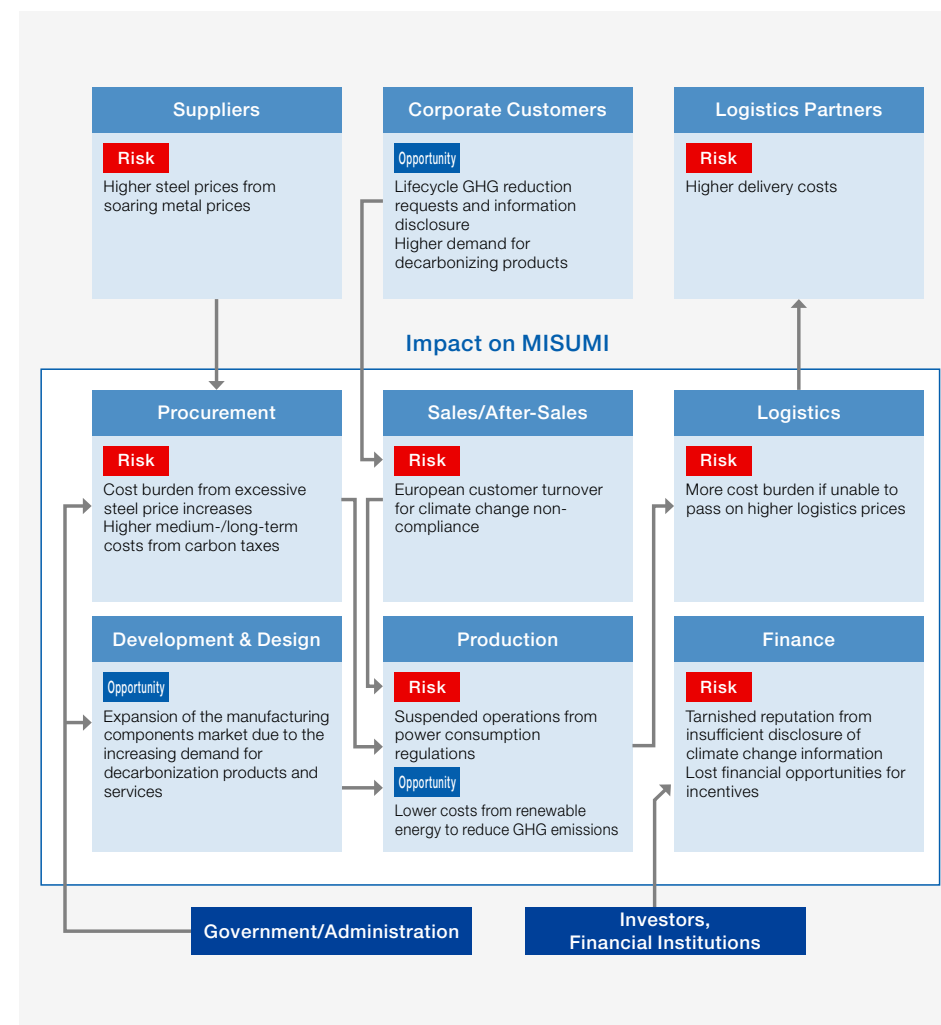 Suppliers
Risk
Higher steel prices from
soaring metal prices
Corporate Customers
Opportunity
Lifecycle GHG reduction
requests and information
disclosure
Higher demand for
decarbonizing products
Logistics Partners
Risk
Higher delivery costs
Impact on MISUMI
Procurement
Risk
Cost burden from excessive
steel price increases
Higher medium-/long-term
costs from carbon taxes
Sales/After-Sales
Risk
European customer turnover
for climate change non-
compliance
Logistics
Risk
More cost burden if unable to
pass on higher logistics prices
Development & Design
Opportunity
Expansion of the manufacturing
components market due to the
increasing demand for
decarbonization products and
services
Production
Risk
Suspended operations from
power consumption
regulations
Opportunity
Lower costs from renewable
energy to reduce GHG emissions
Finance
Risk
Tarnished reputation from
insufficient disclosure of
climate change information
Lost financial opportunities for
incentives
Government/Administration
Investors,
Financial Institutions